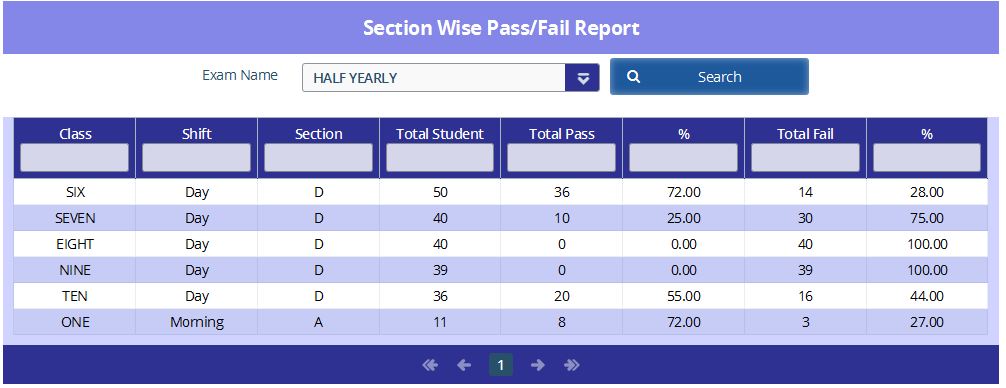 Section Wise Pass/Fail Report
Exam Name HALF YEARLY Search
Class Shift Section Total Student Total Pass % Total Fail %
SIX Day D 50 36 72.00 14 28.00
SEVEN Day D 40 10 25.00 30 75.00
EIGHT Day D 40 0 0.00 40 100.00
NINE Day D 39 0 0.00 39 100.00
TEN Day D 36 20 55.00 16 44.00
ONE Morning A 11 8 72.00 3 27.00
1